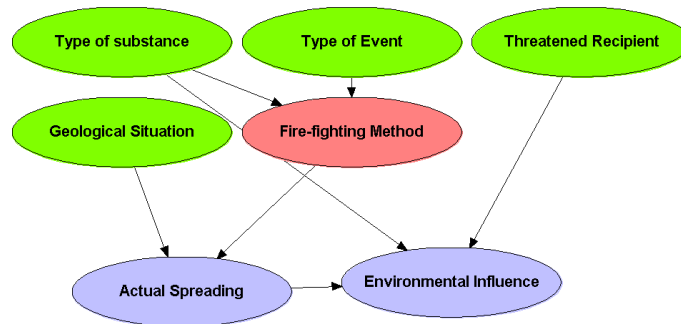 Type of substance
Type of Event
Threatened Recipient
Geological Situation
Fire-fighting Method
Actual Spreading
Environmental Influence